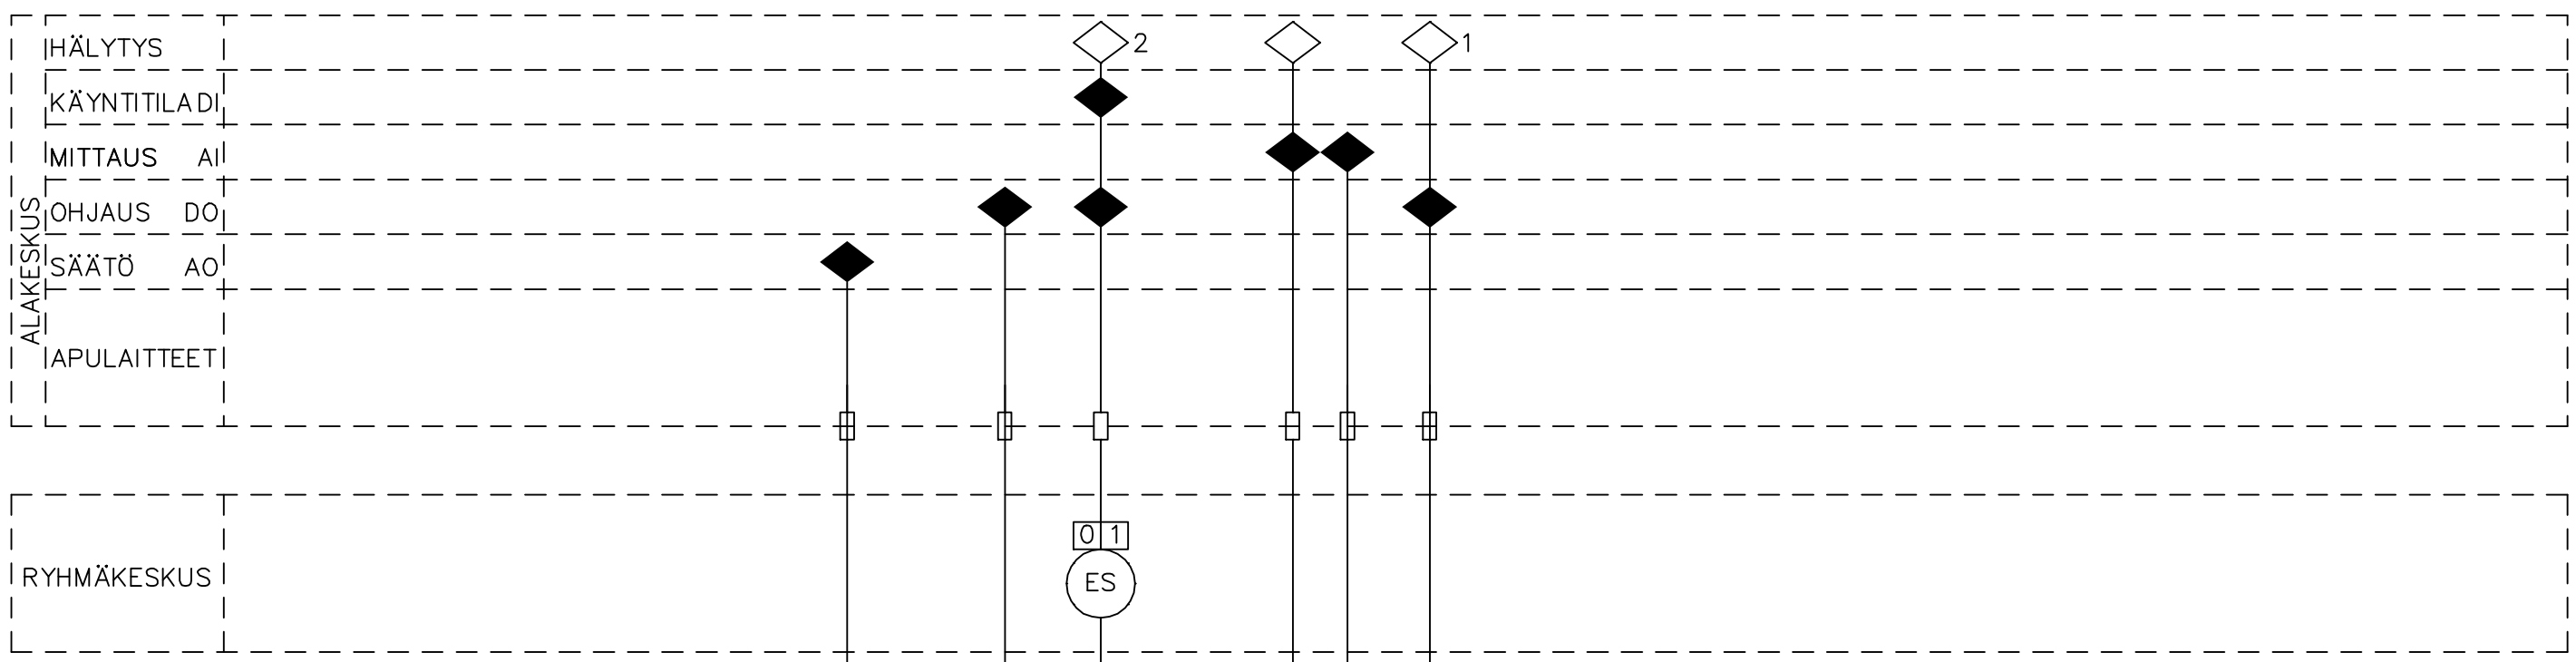 HÄLYTYS 2 1
KÄYNTITILA DI
MITTAUS AI
OHJAUS DO
SÄÄTÖ AO
ALAKESKUS
APULAITTEET
0 1
RYHMÄKESKUS ES